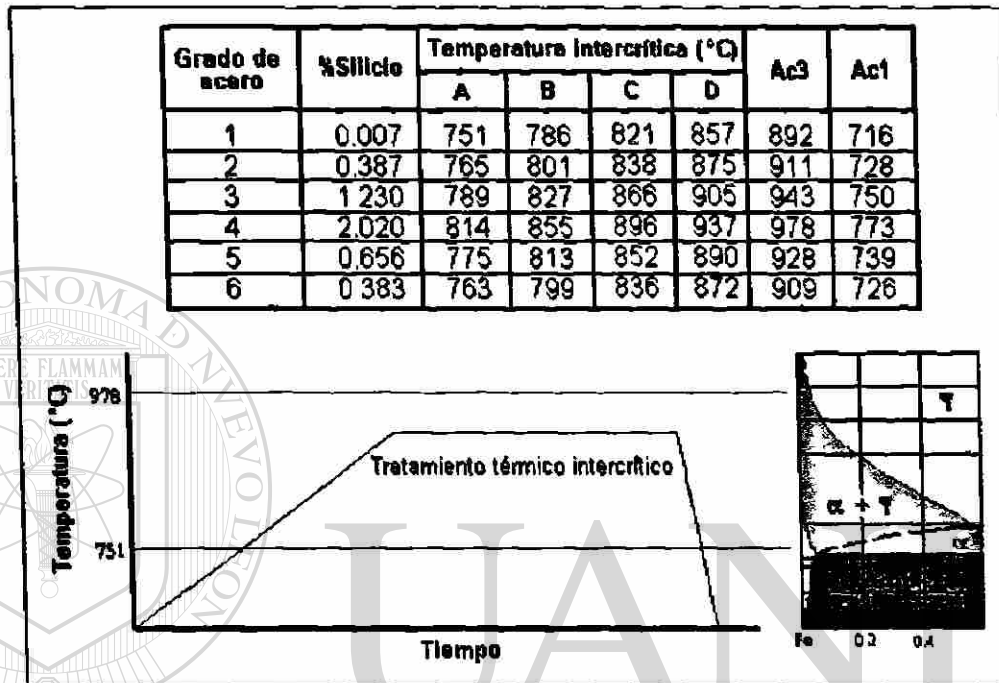 Grado de acero %Silicio Temperatura intercrítica (°C) Ac3 Ac1
A B C D
1 0.007 751 786 821 857 892 716
2 0.387 765 801 838 875 911 728
3 1 230 789 827 866 905 943 750
4 2.020 814 855 896 937 978 773
5 0.656 775 813 852 890 928 739
6 0 383 763 799 836 872 909 726
Temperatura (°C)
978
Tratamiento térmico intercrítico
751
Tiempo
α + γ
γ
α
Fe 0.2 0.4
FLAMMAM
VERITATIS
UANL